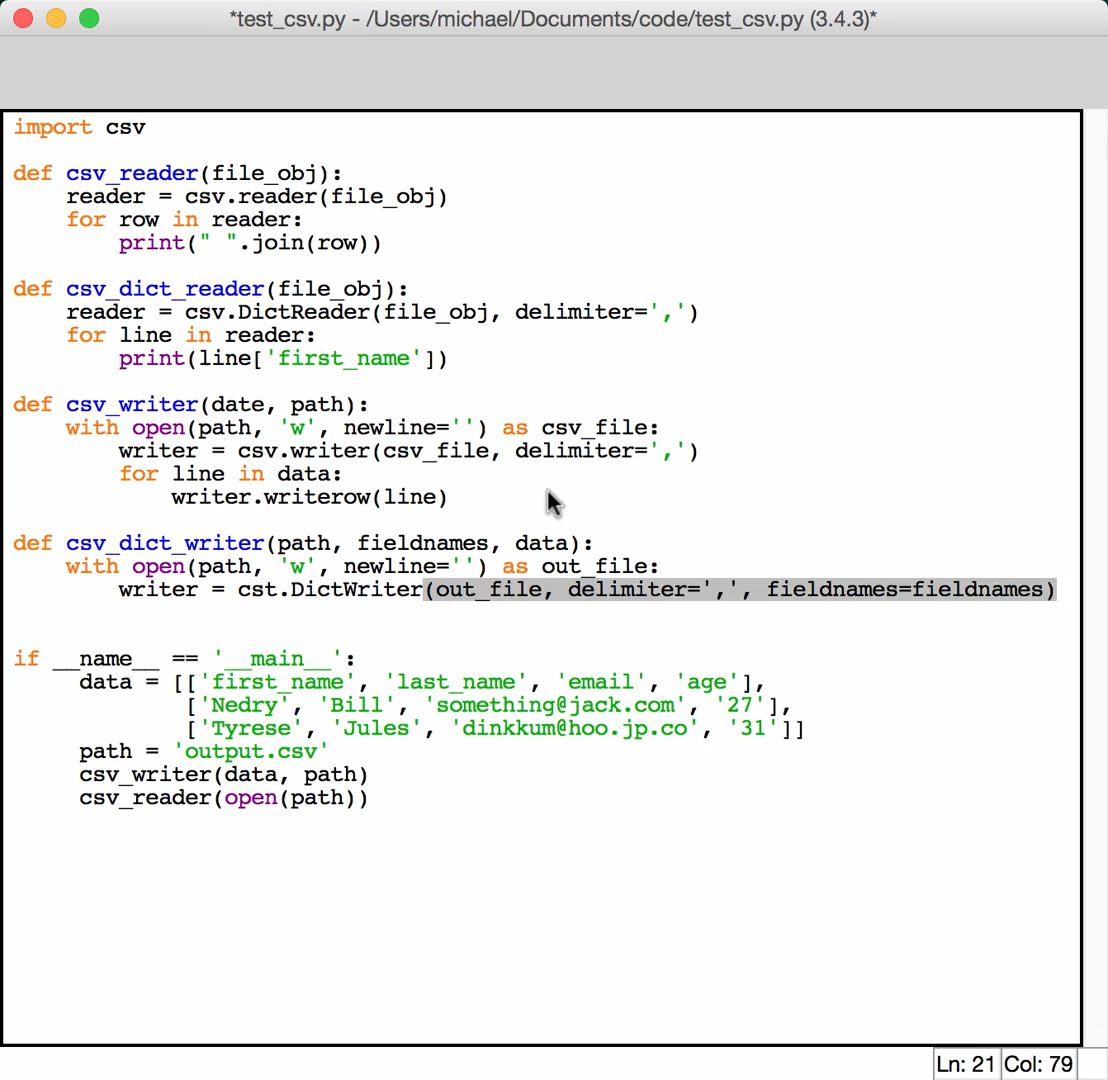 *test_csv.py - /Users/michael/Documents/code/test_csv.py (3.4.3)*
import csv
def csv_reader(file_obj):
    reader = csv.reader(file_obj)
    for row in reader:
        print(" ".join(row))
def csv_dict_reader(file_obj):
    reader = csv.DictReader(file_obj, delimiter=',')
    for line in reader:
        print(line['first_name'])
def csv_writer(date, path):
    with open(path, 'w', newline='') as csv_file:
        writer = csv.writer(csv_file, delimiter=',')
        for line in data:
            writer.writerow(line)
def csv_dict_writer(path, fieldnames, data):
    with open(path, 'w', newline='') as out_file:
        writer = cst.DictWriter(out_file, delimiter=',', fieldnames=fieldnames)
if __name__ == '__main__':
     data = [['first_name', 'last_name', 'email', 'age'],
             ['Nedry', 'Bill', 'something@jack.com', '27'],
             ['Tyrese', 'Jules', 'dinkkum@hoo.jp.co', '31']]
     path = 'output.csv'
     csv_writer(data, path)
     csv_reader(open(path))
Ln: 21 Col: 79